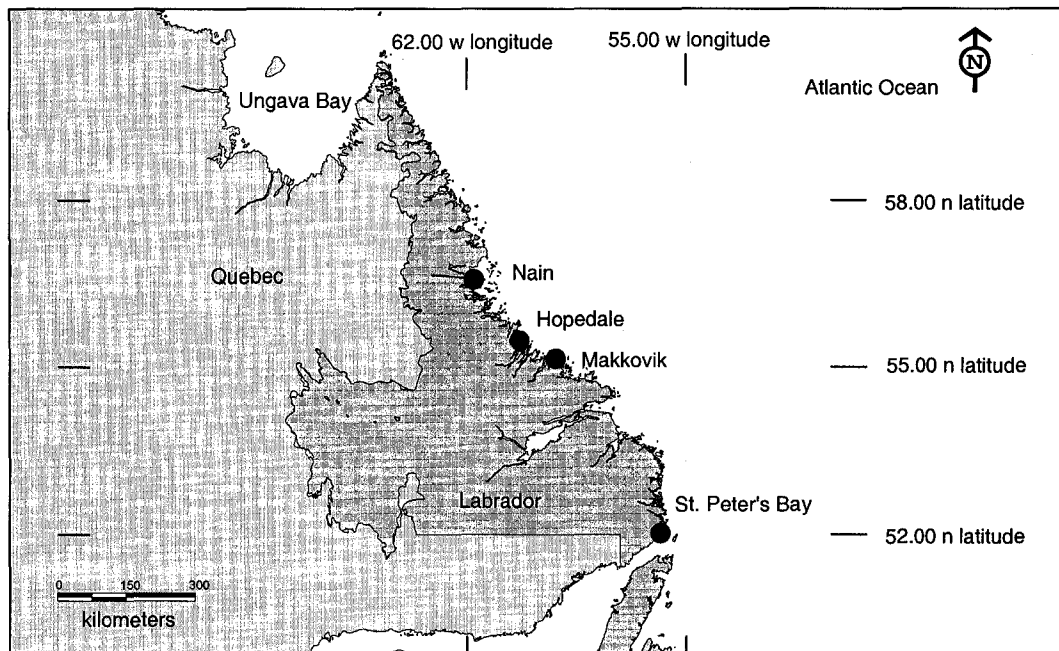 62.00 w longitude
55.00 w longitude
N
Atlantic Ocean
Ungava Bay
58.00 n latitude
Quebec
Nain
Hopedale
Makkovik
55.00 n latitude
Labrador
St. Peter's Bay
52.00 n latitude
0 150 300
kilometers